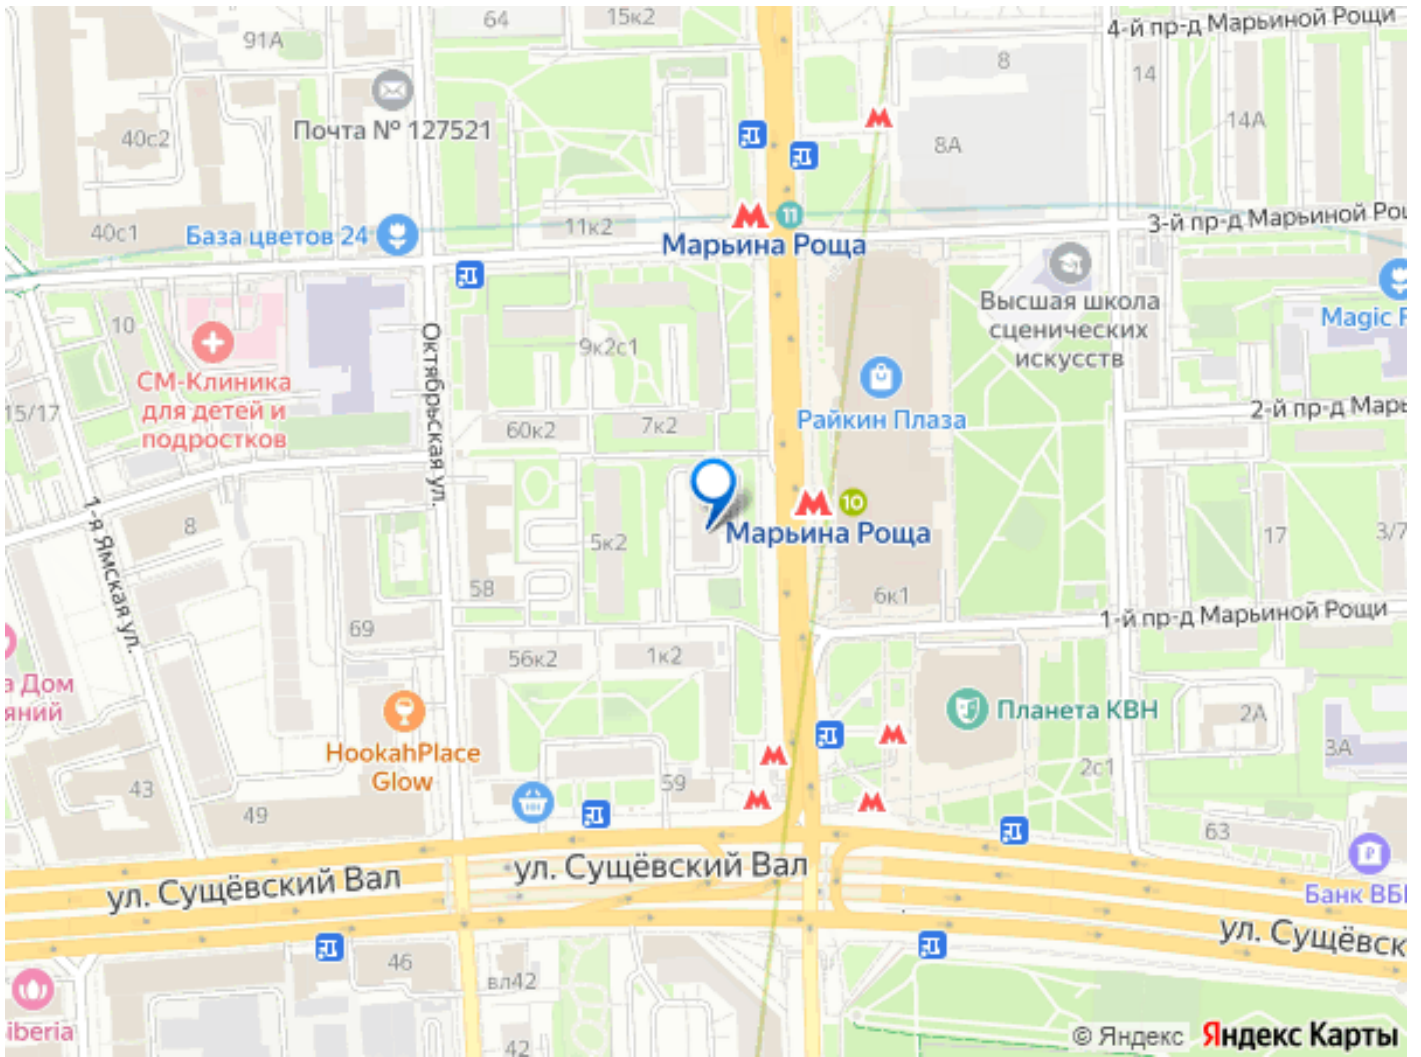 64
15к2
4-й пр-д Марьиной Рощи
91А
8
14
Почта № 127521
40с2
14А
8А
11
40с1
База цветов 24
11к2
Марьина Роща
3-й пр-д Марьиной Рощ
Высшая школа
сценических
искусств
Magic F
10
Октябрьская ул.
9к2с1
СМ-Клиника
для детей и
подростков
15/17
Райкин Плаза
2-й пр-д Марь
60к2
7к2
10
Марьина Роща
1-я Ямская ул.
8
5к2
17
3/7
58
6к1
1-й пр-д Марьиной Рощи
69
56к2
1к2
а Дом
яний
Планета КВН
2А
3А
HookahPlace
Glow
2с1
43
59
49
63
ул. Сущёвский Вал
ул. Сущёвский Вал
Банк ВБ
ул. Сущёвск
46
вл42
iberia
42
© Яндекс
Яндекс Карты